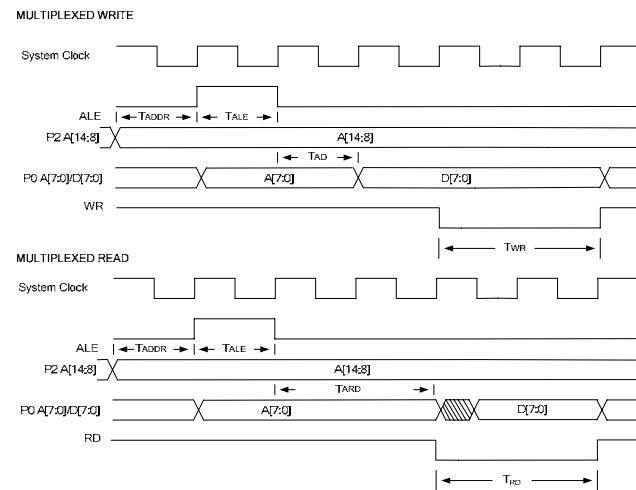 MULTIPLEXED WRITE
System Clock
ALE TADDR TALE
P2 A[14:8] A[14:8]
TAD
P0 A[7:0]/D[7:0] A[7:0] D[7:0]
WR
TWR
MULTIPLEXED READ
System Clock
ALE TADDR TALE
P2 A[14:8] A[14:8]
TARD
P0 A[7:0]/D[7:0] A[7:0] D[7:0]
RD
TRD